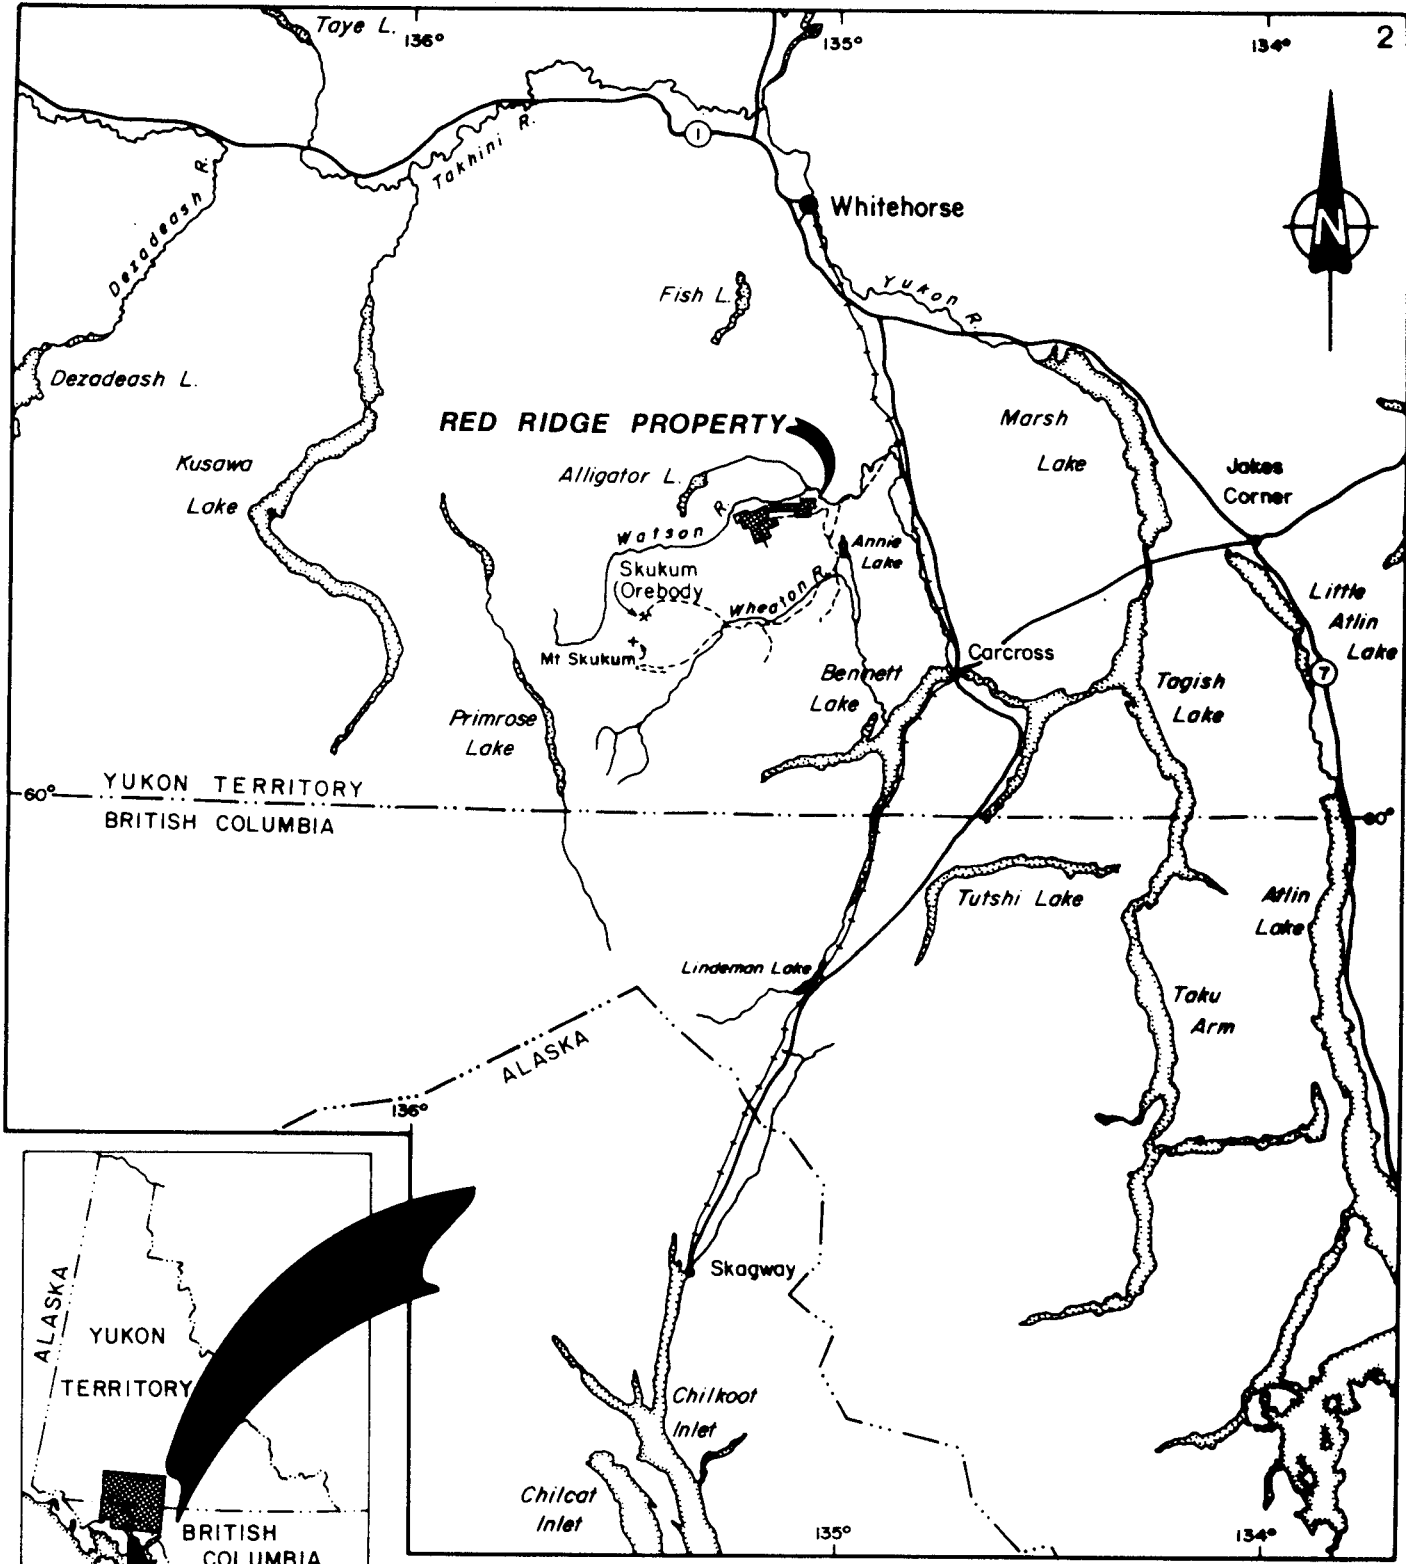 Taye L.
136°
135°
134°
2
Takhini R.
1
Dezadeash R.
Whitehorse
N
Fish L.
Yukon R.
Dezadeash L.
RED RIDGE PROPERTY
Marsh
Lake
Kusawa
Lake
Alligator L.
Jakes
Corner
Watson R.
Annie
Lake
Skukum
Orebody
Wheaton R.
Little
Atlin
Lake
Mt Skukum
Carcross
Bennett
Lake
7
Tagish
Lake
Primrose
Lake
60°
YUKON TERRITORY
BRITISH COLUMBIA
60°
Tutshi Lake
Atlin
Lake
Lindeman Lake
Taku
Arm
ALASKA
136°
Skagway
ALASKA
YUKON
TERRITORY
Chilkoot
Inlet
Chilcat
Inlet
135°
134°
BRITISH
COLUMBIA